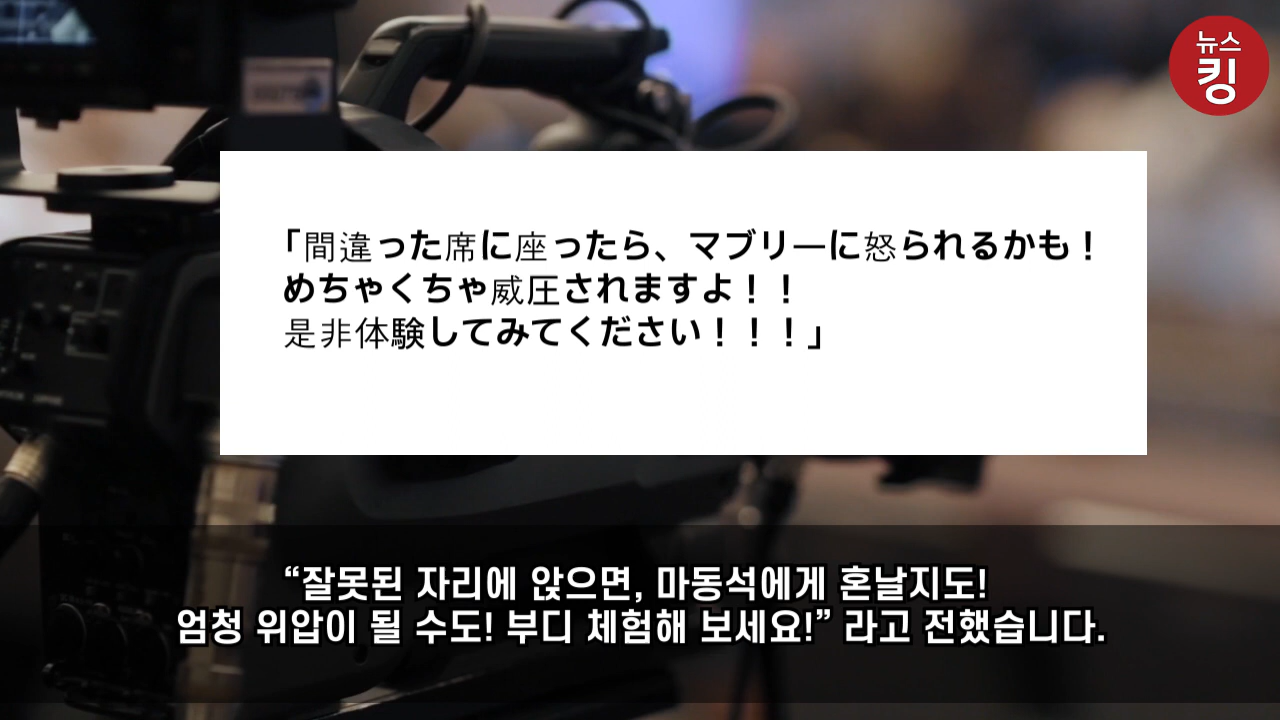 뉴스
킹
「間違った席に座ったら、マブリーに怒られるかも！
めちゃくちゃ威圧されますよ！！
是非体験してみてください！！！」
“잘못된 자리에 앉으면, 마동석에게 혼날지도!
엄청 위압이 될 수도! 부디 체험해 보세요!” 라고 전했습니다.